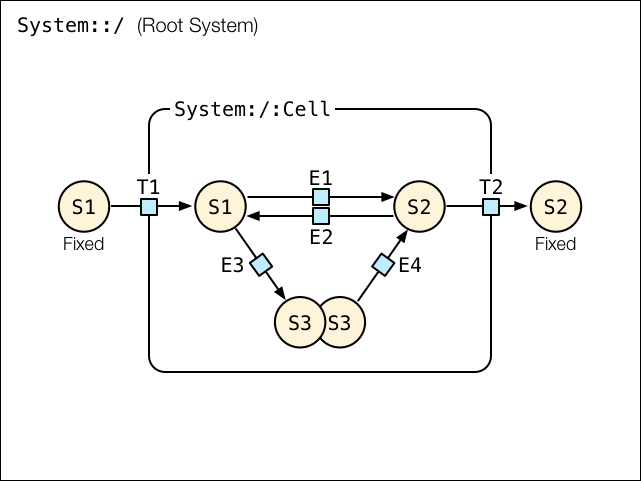 System::/ (Root System)
System:/:Cell
T1
E1
T2
S1
S1
S2
S2
Fixed
E2
Fixed
E3
E4
S3
S3